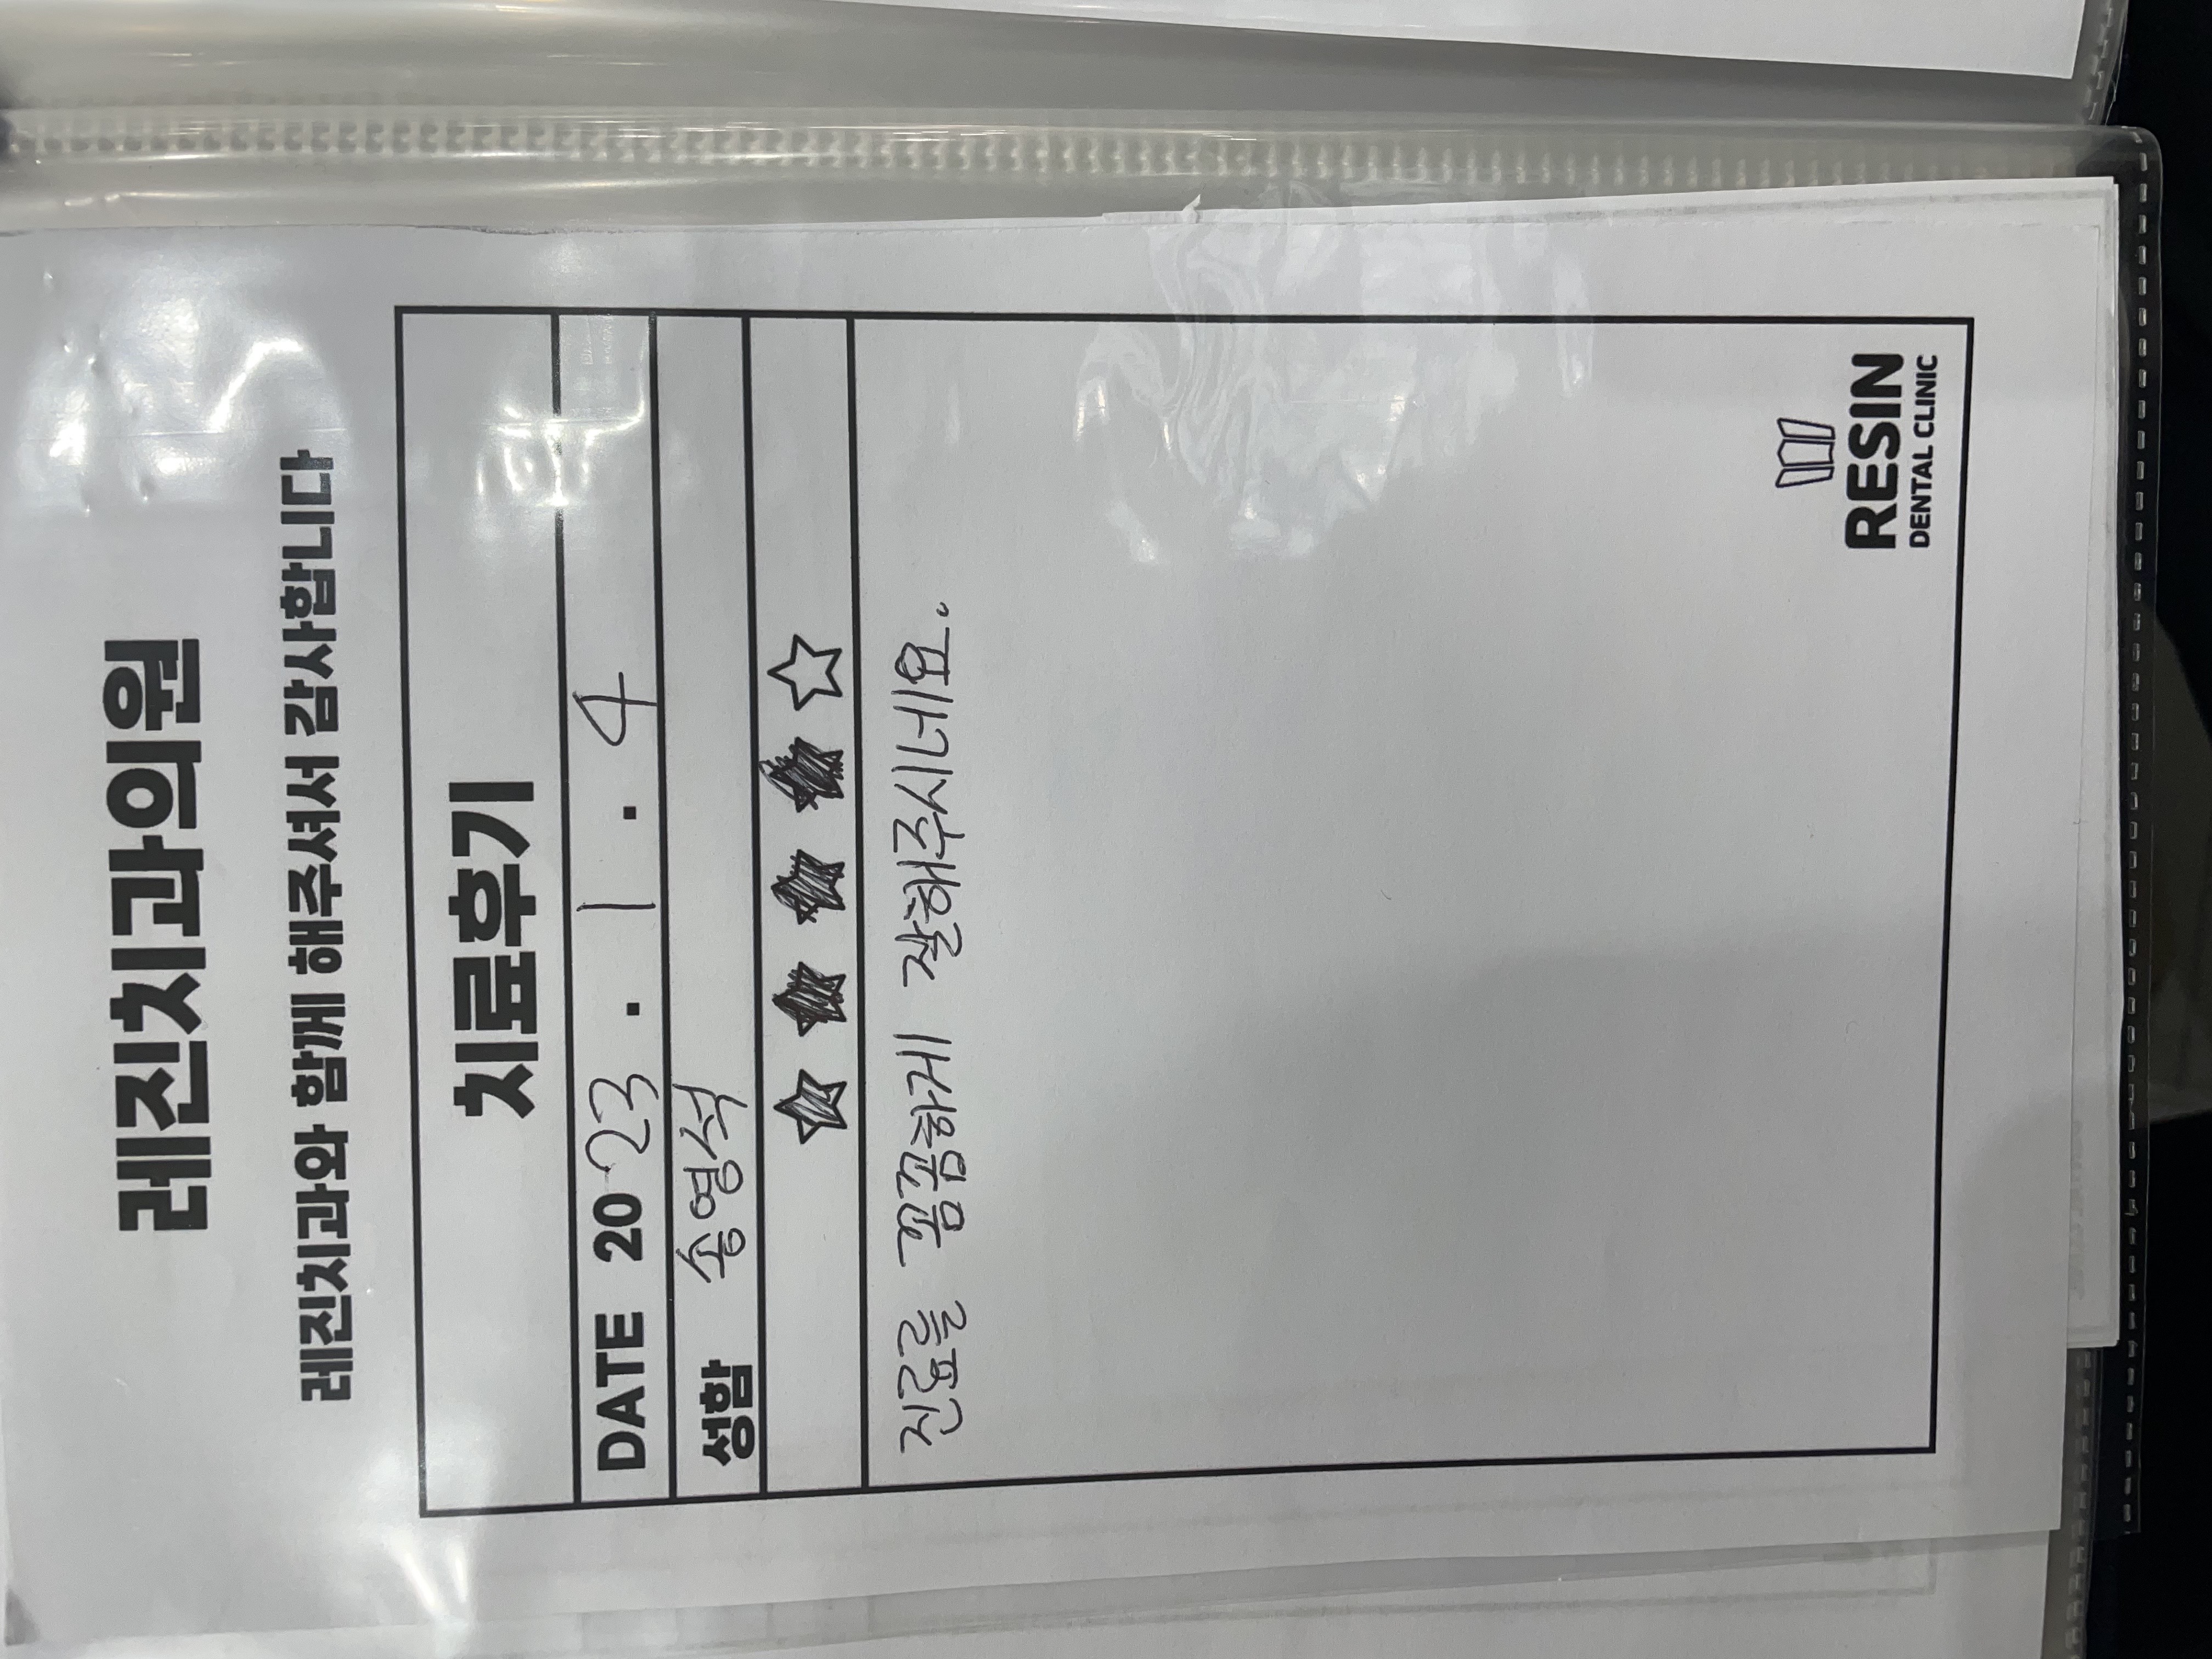 레진치과의원
레진치과와 함께 해주셔서 감사합니다
치료후기
DATE 2023 . 1 . 4
성함 송영석
★ ★ ★ ★ ☆
진료를 꼼꼼하게 잘해주시네요.
RESIN
DENTAL CLINIC